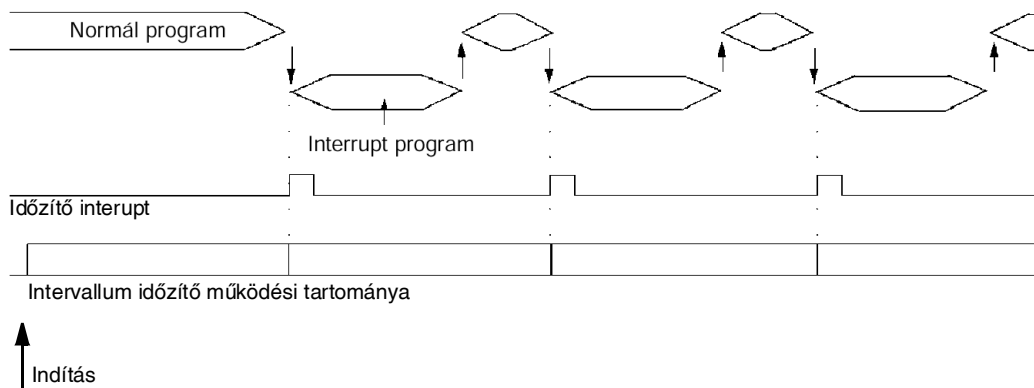 Normál program
Interrupt program
Időzítő interupt
Intervallum időzítő működési tartománya
Indítás